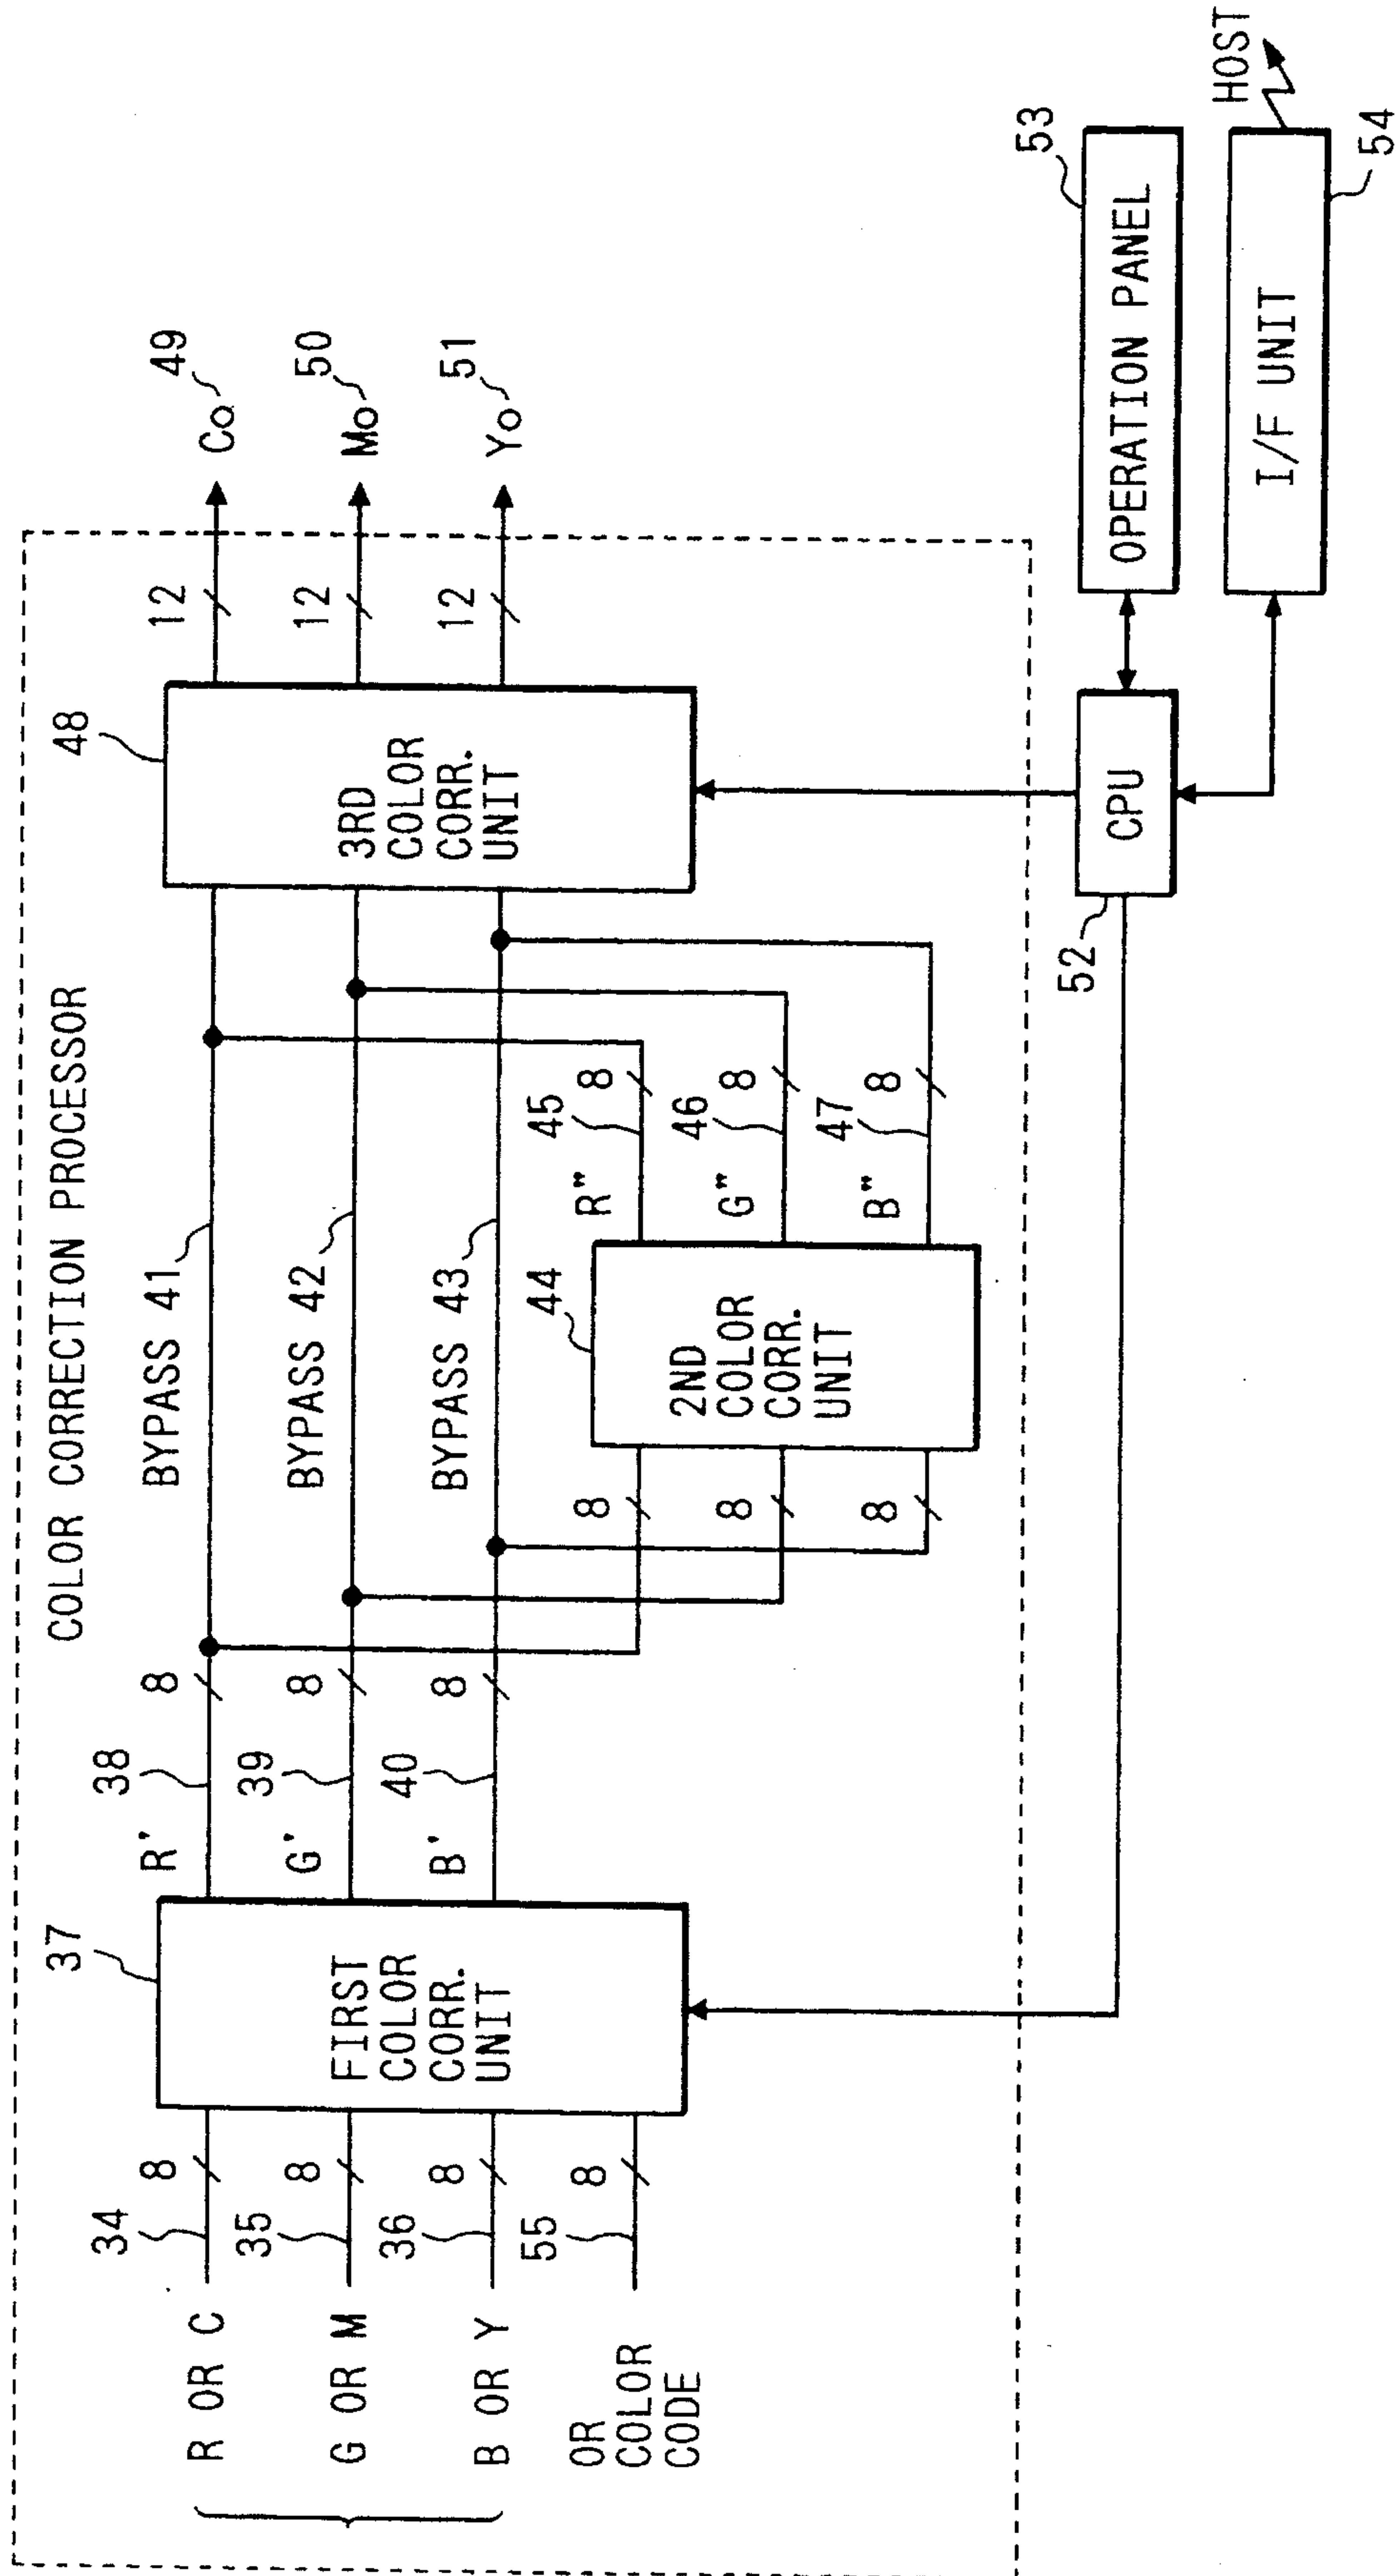 COLOR CORRECTION PROCESSOR
R OR C
G OR M
B OR Y
OR
COLOR
CODE
34
35
36
55
8
8
8
8
37
FIRST
COLOR
CORR.
UNIT
R'
G'
B'
38
39
40
8
8
8
BYPASS 41
BYPASS 42
BYPASS 43
8
8
8
44
2ND
COLOR
CORR.
UNIT
R"
G"
B"
45
46
47
8
8
8
48
3RD
COLOR
CORR.
UNIT
12
12
12
Co
Mo
Yo
49
50
51
52
CPU
53
OPERATION PANEL
I/F UNIT
54
HOST